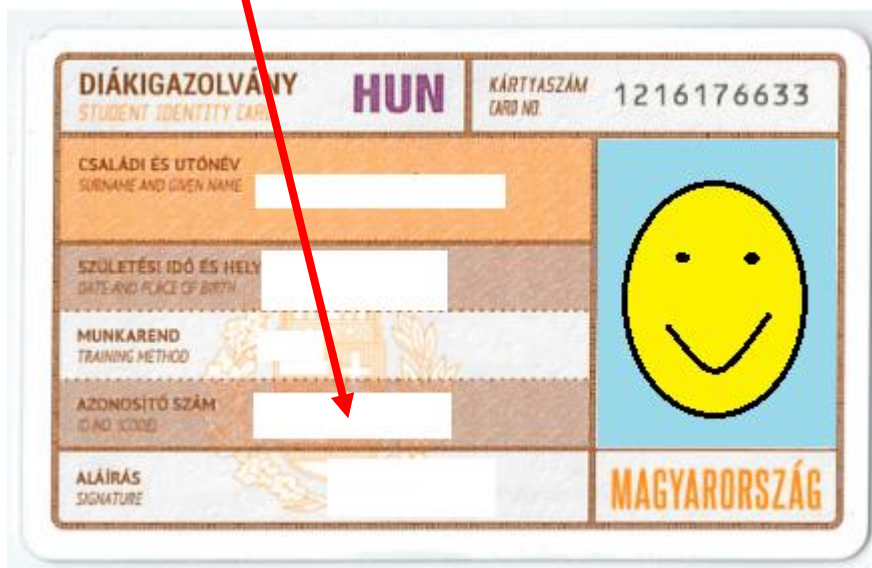 DIÁKIGAZOLVÁNY
STUDENT IDENTITY CARD
HUN
KÁRTYASZÁM
CARD NO.
1216176633
CSALÁDI ÉS UTÓNÉV
SURNAME AND GIVEN NAME
SZÜLETÉSI IDŐ ÉS HELY
DATE AND PLACE OF BIRTH
MUNKAREND
TRAINING METHOD
AZONOSÍTÓ SZÁM
ID NO. (CODE)
ALÁÍRÁS
SIGNATURE
MAGYARORSZÁG